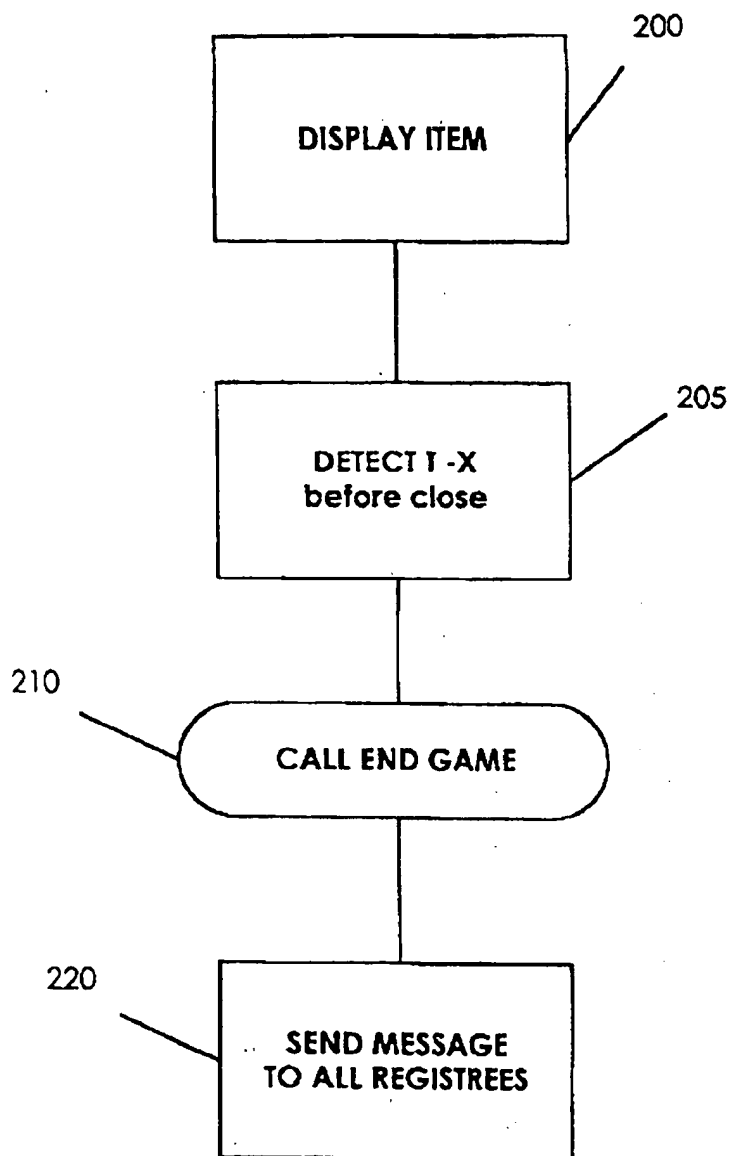 200
DISPLAY ITEM
205
DETECT T -X
before close
210
CALL END GAME
220
SEND MESSAGE
TO ALL REGISTREES